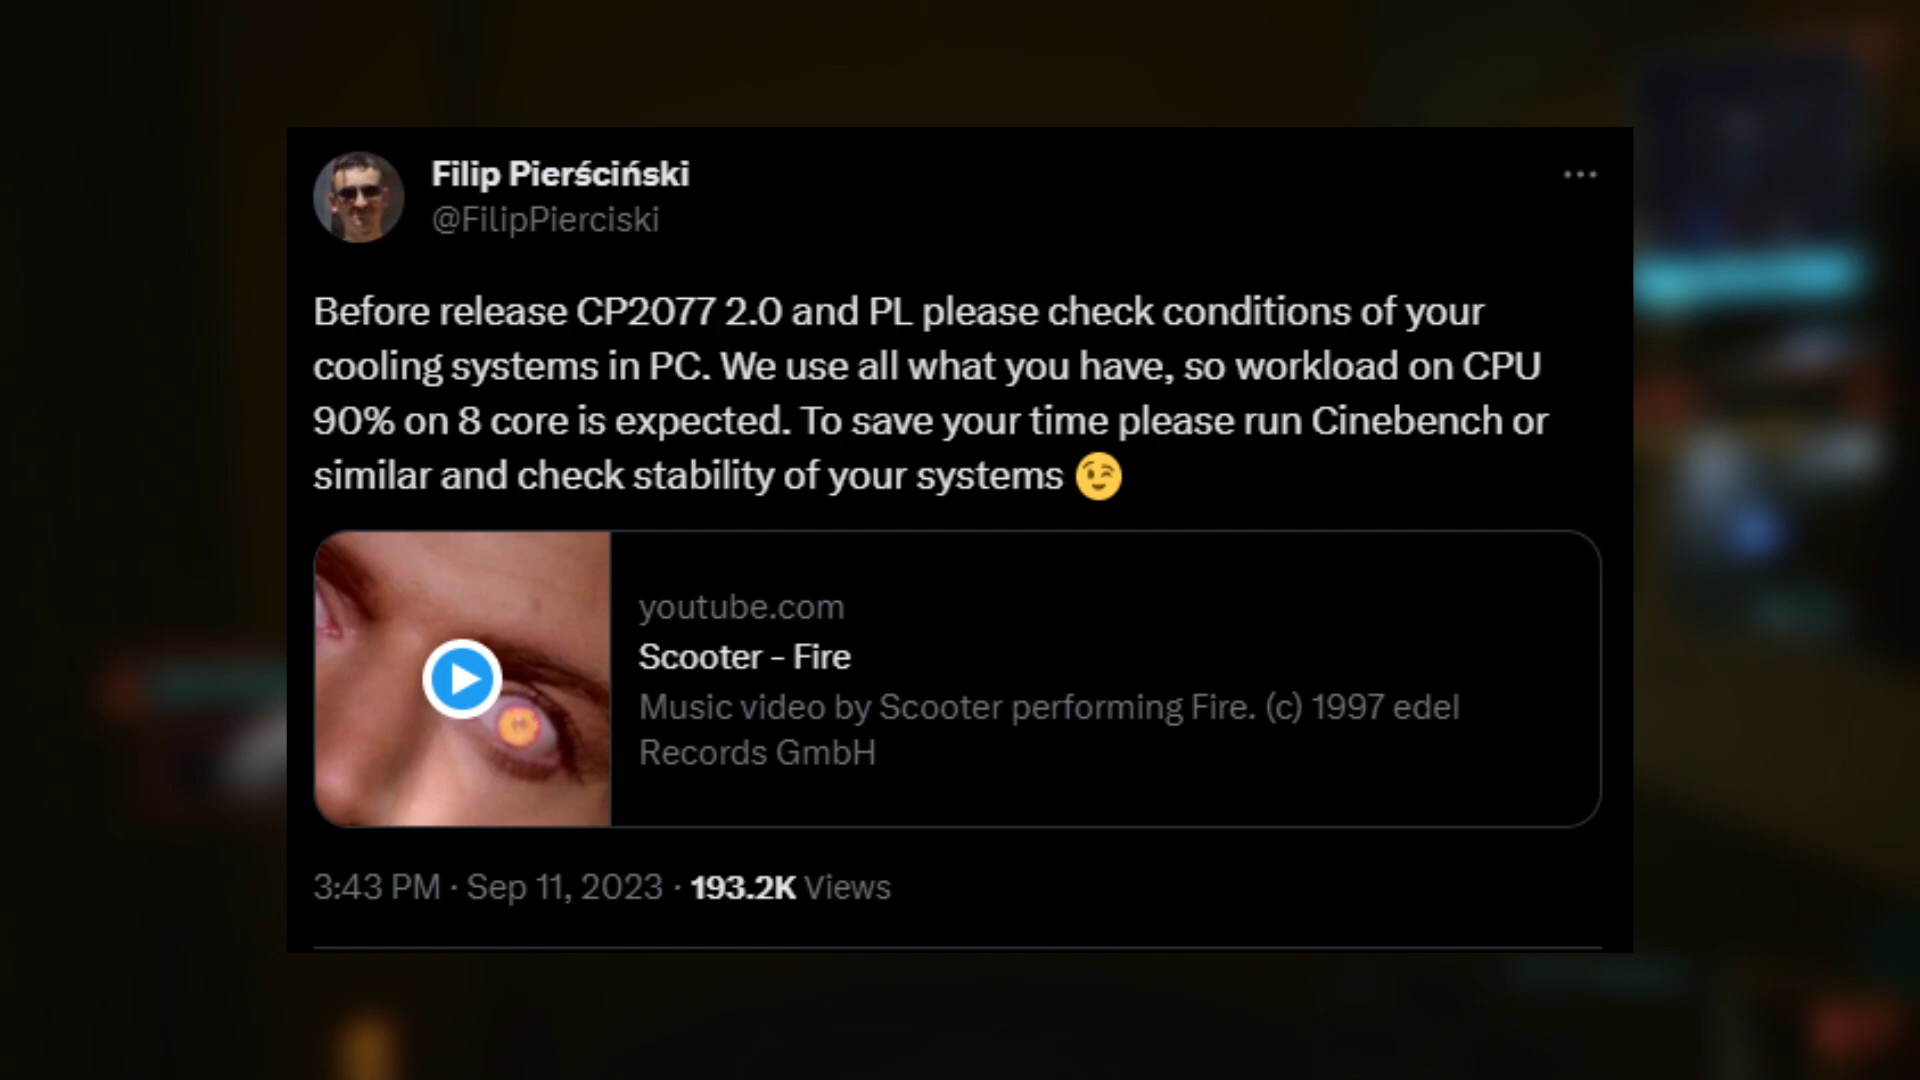 Filip Pierściński
@FilipPierciski
Before release CP2077 2.0 and PL please check conditions of your
cooling systems in PC. We use all what you have, so workload on CPU
90% on 8 core is expected. To save your time please run Cinebench or
similar and check stability of your systems 😉
youtube.com
Scooter - Fire
Music video by Scooter performing Fire. (c) 1997 edel
Records GmbH
3:43 PM · Sep 11, 2023 · 193.2K Views